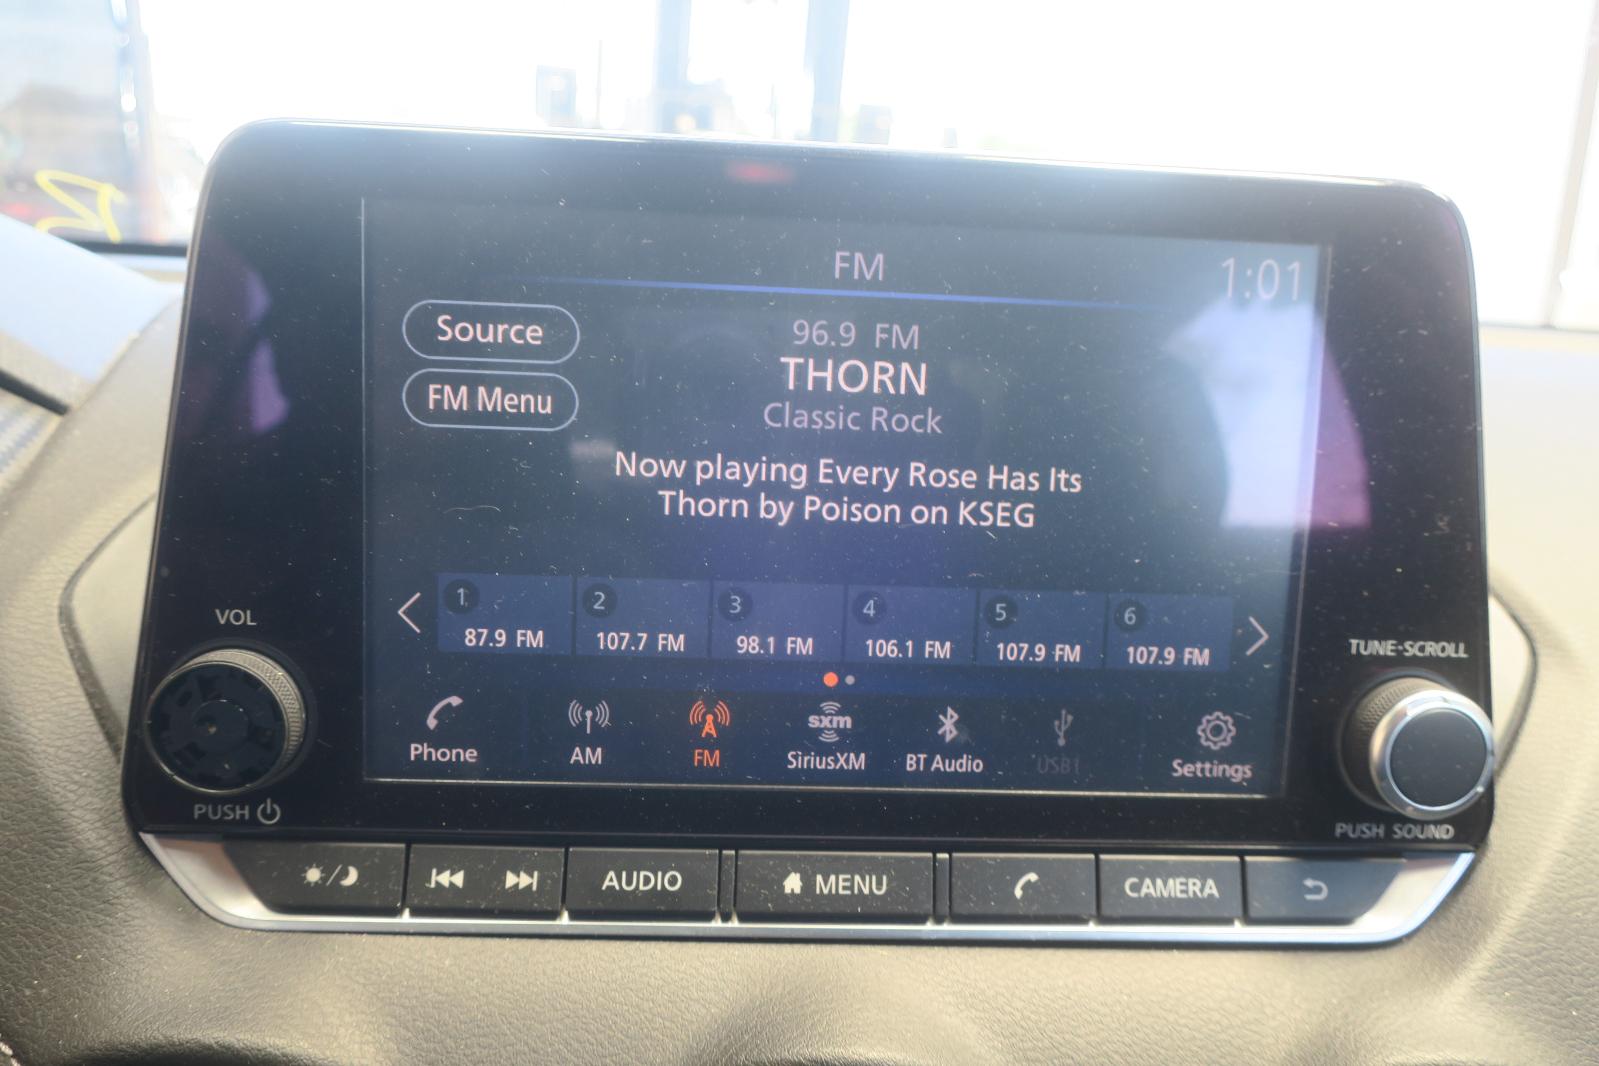 FM
1:01
Source
96.9 FM
THORN
FM Menu
Classic Rock
Now playing Every Rose Has Its
Thorn by Poison on KSEG
1 2 3 4 5 6
87.9 FM 107.7 FM 98.1 FM 106.1 FM 107.9 FM 107.9 FM
VOL
TUNE·SCROLL
sxm
Phone AM FM SiriusXM BT Audio USB1 Settings
PUSH
PUSH SOUND
AUDIO
MENU
CAMERA